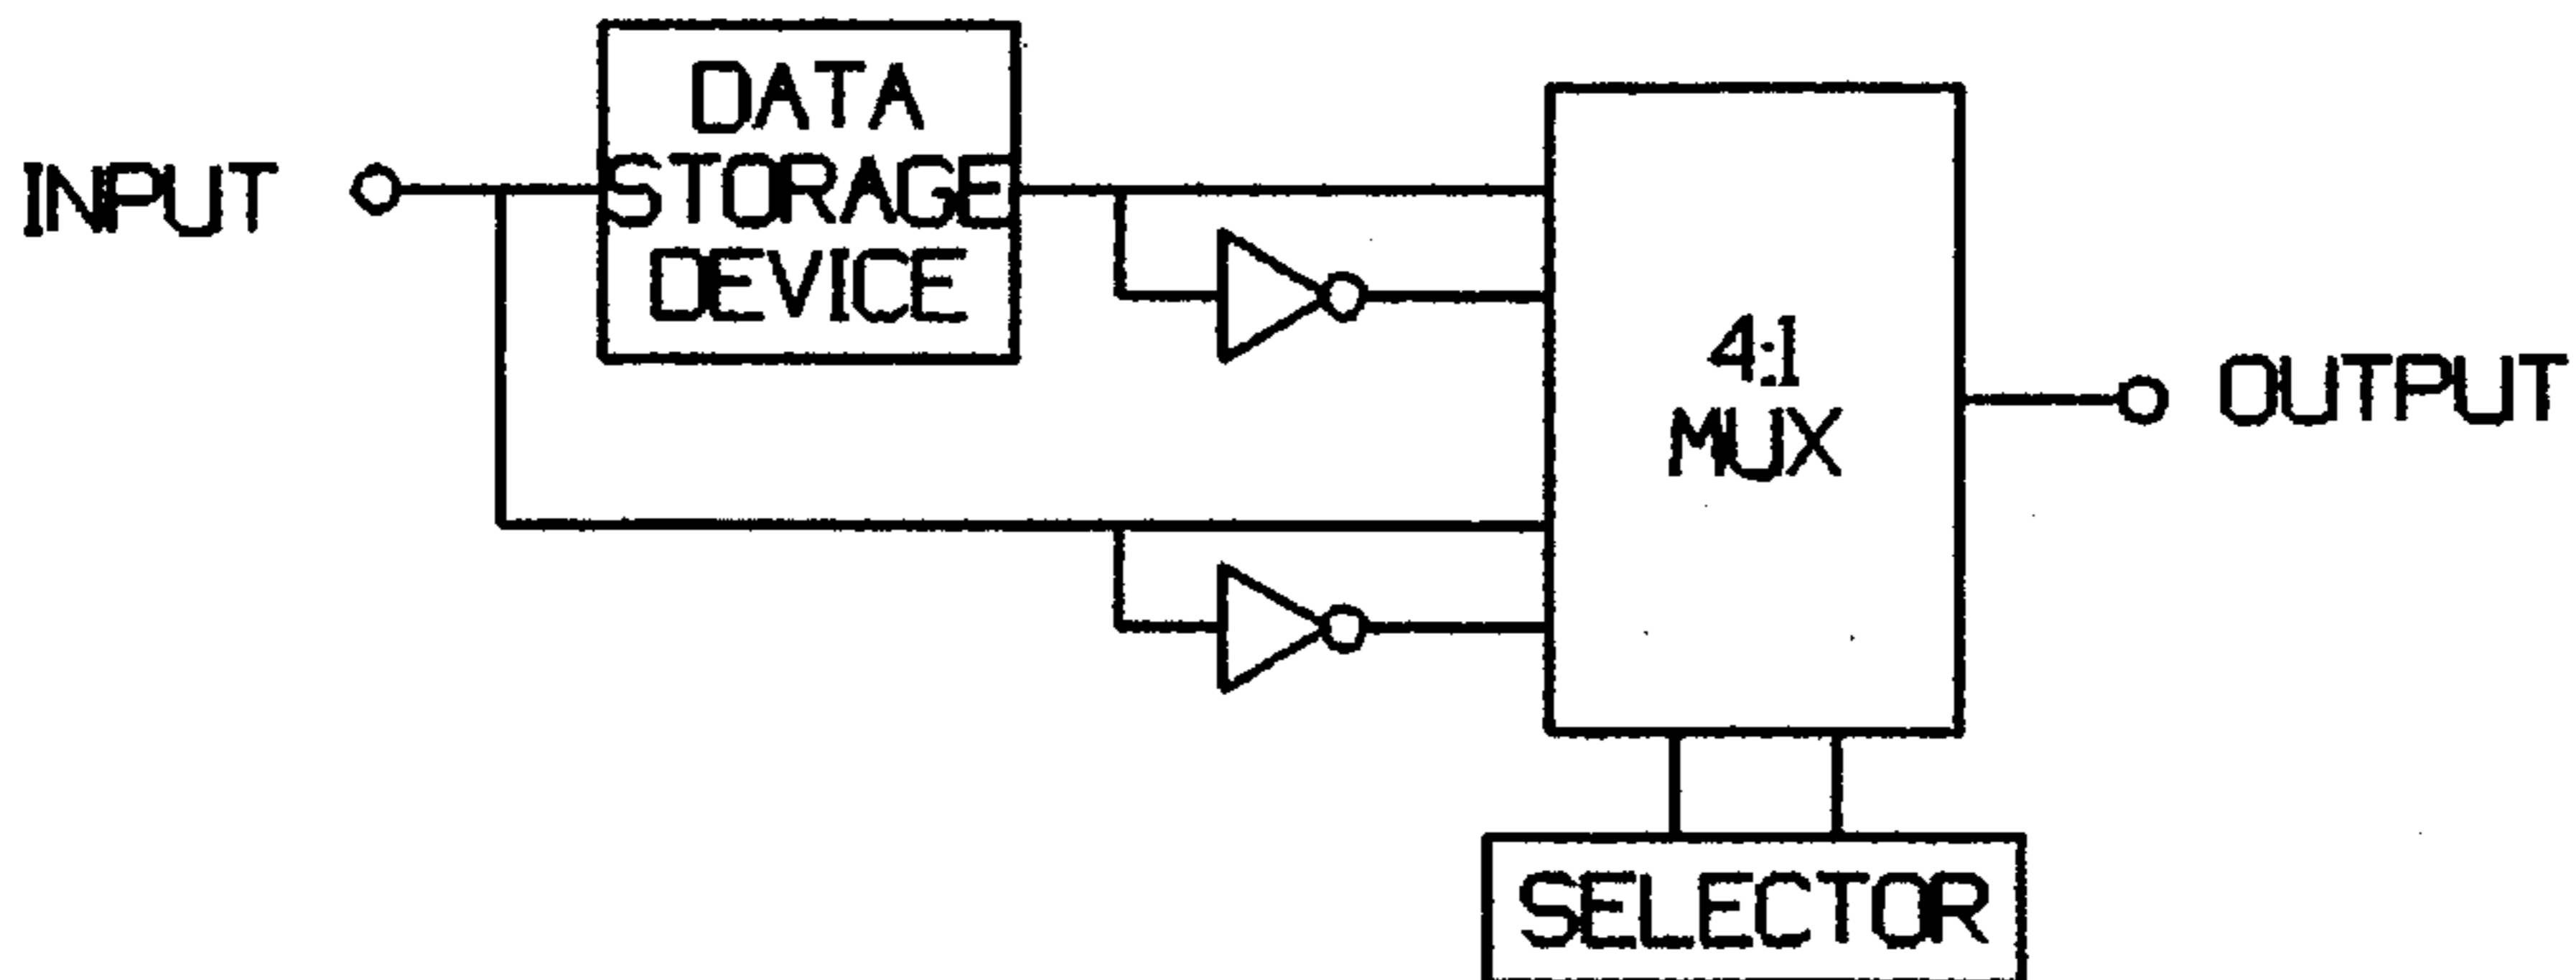 INPUT
DATA
STORAGE
DEVICE
4:1
MUX
OUTPUT
SELECTOR